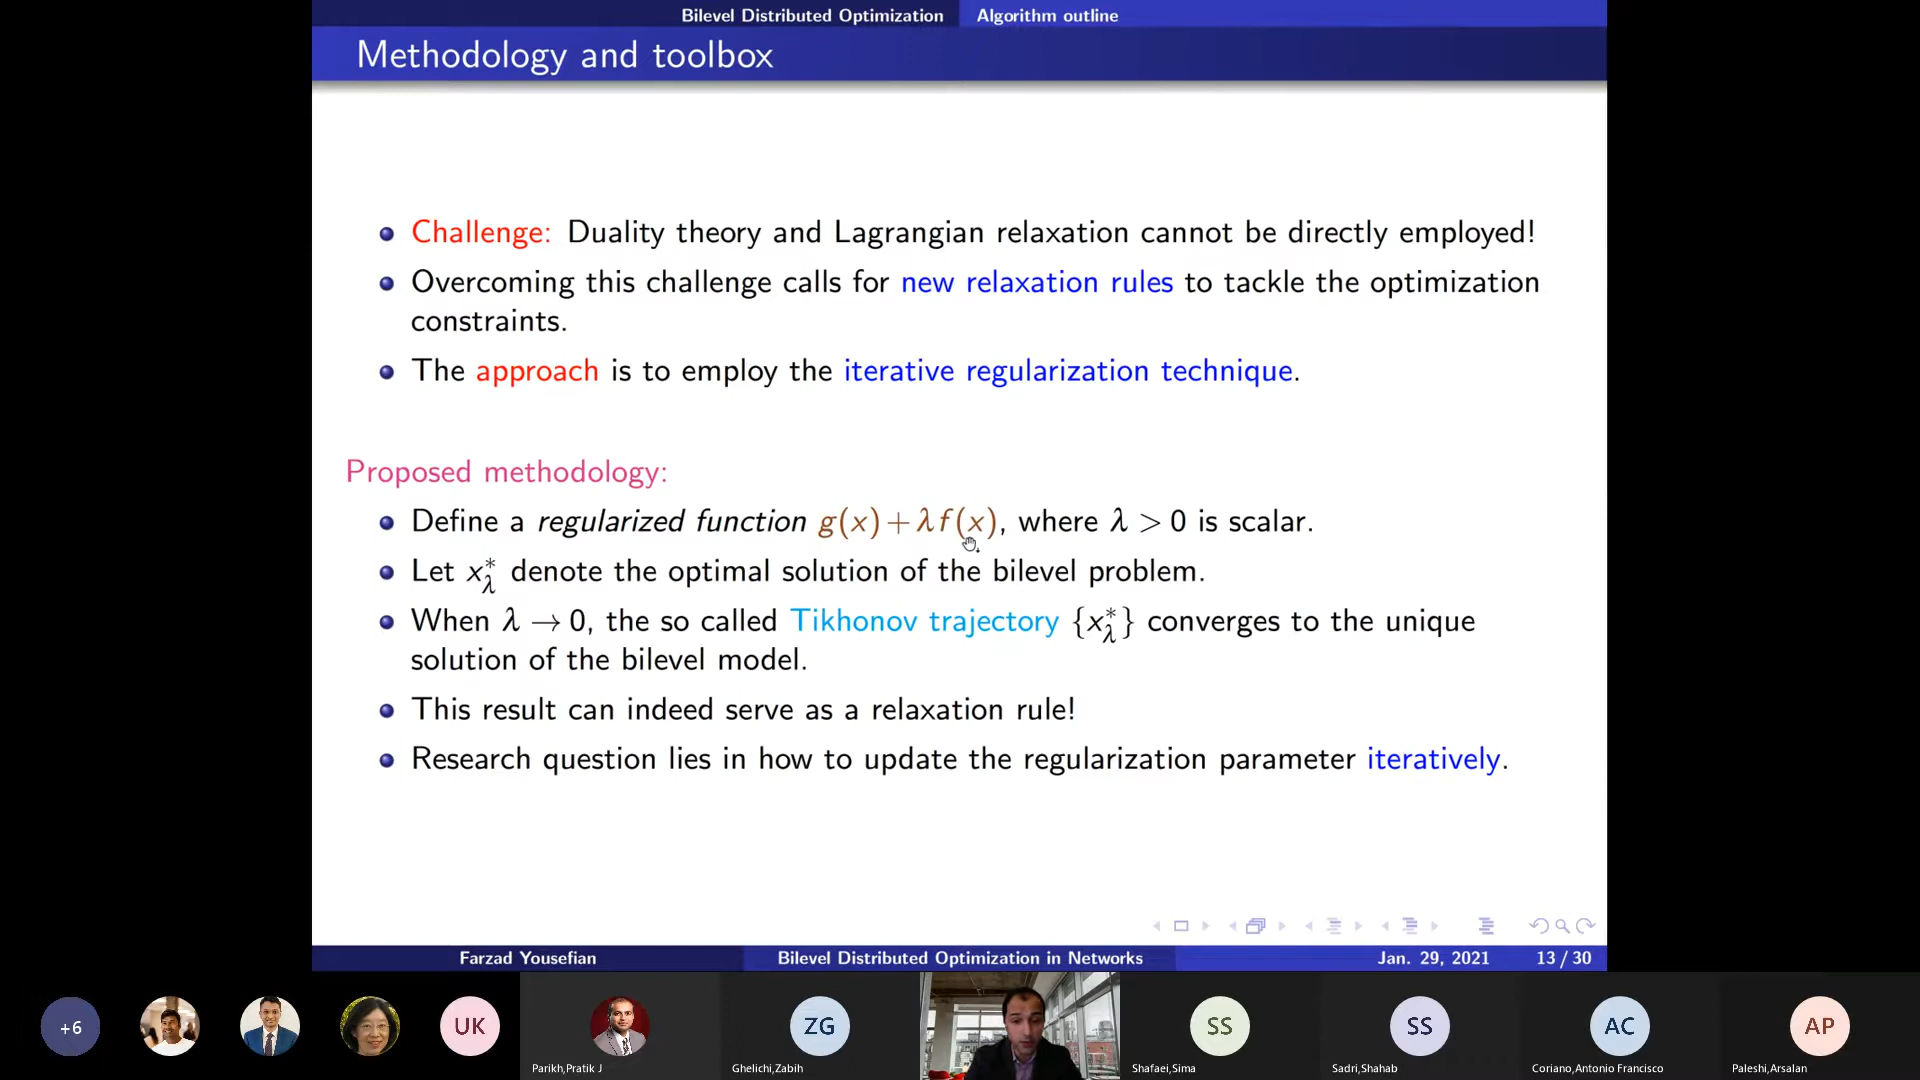 Bilevel Distributed Optimization Algorithm outline
Methodology and toolbox
Challenge: Duality theory and Lagrangian relaxation cannot be directly employed!
Overcoming this challenge calls for new relaxation rules to tackle the optimization
constraints.
The approach is to employ the iterative regularization technique.
Proposed methodology:
Define a regularized function g(x) + λ f(x), where λ > 0 is scalar.
Let x*_λ denote the optimal solution of the bilevel problem.
When λ → 0, the so called Tikhonov trajectory {x*_λ} converges to the unique
solution of the bilevel model.
This result can indeed serve as a relaxation rule!
Research question lies in how to update the regularization parameter iteratively.
Farzad Yousefian Bilevel Distributed Optimization in Networks Jan. 29, 2021 13 / 30
+6 UK ZG SS SS AC AP
Parikh,Pratik J Ghelichi,Zabih Shafaei,Sima Sadri,Shahab Coriano,Antonio Francisco Paleshi,Arsalan